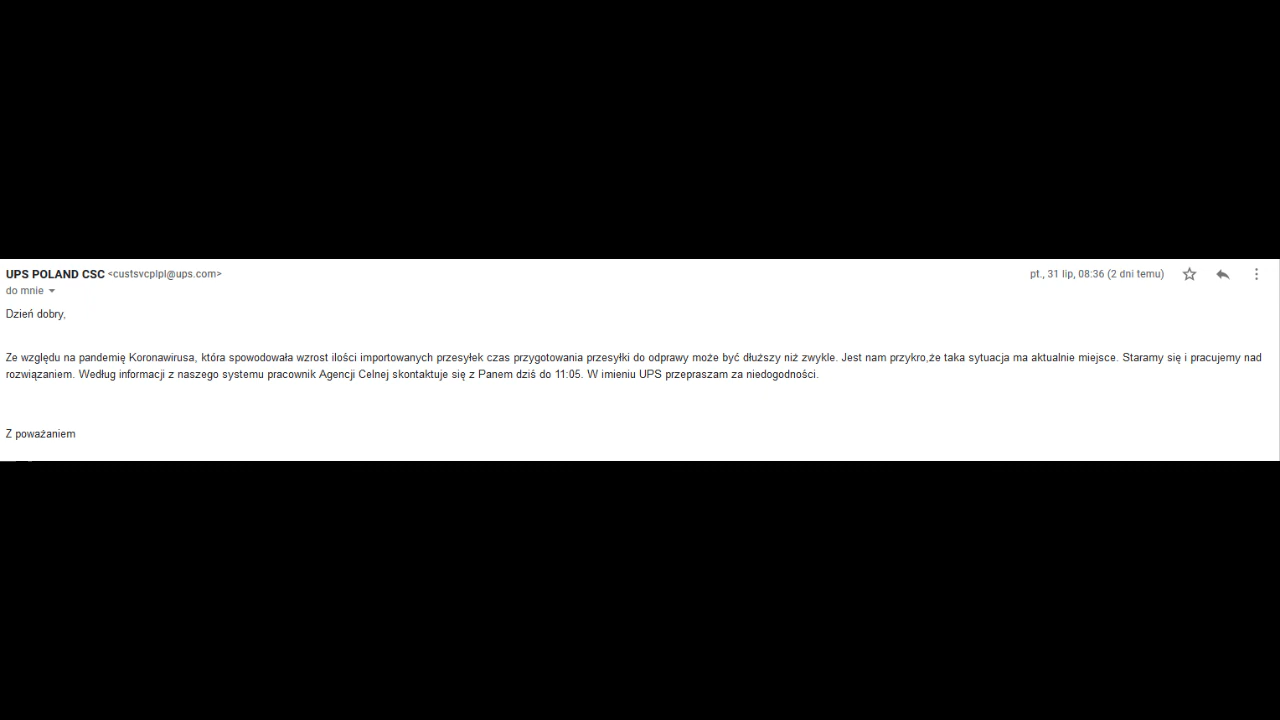 UPS POLAND CSC <custsvcplpl@ups.com> pt., 31 lip, 08:36 (2 dni temu)
do mnie
Dzień dobry,
Ze względu na pandemię Koronawirusa, która spowodowała wzrost ilości importowanych przesyłek czas przygotowania przesyłki do odprawy może być dłuższy niż zwykle. Jest nam przykro,że taka sytuacja ma aktualnie miejsce. Staramy się i pracujemy nad
rozwiązaniem. Według informacji z naszego systemu pracownik Agencji Celnej skontaktuje się z Panem dziś do 11:05. W imieniu UPS przepraszam za niedogodności.
Z poważaniem